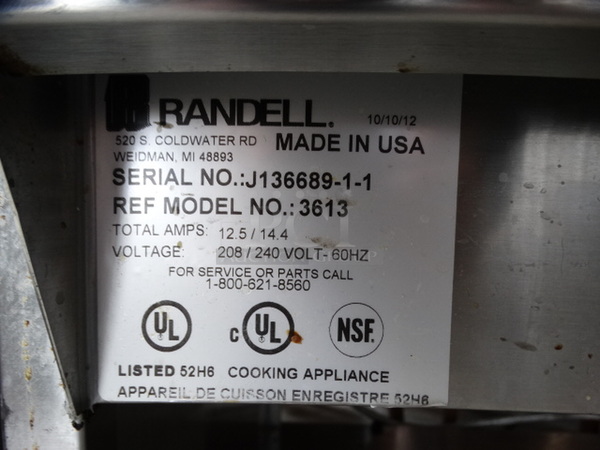 RANDELL. 10/10/12
520 S. COLDWATER RD MADE IN USA
WEIDMAN, MI 48893
SERIAL NO.:J136689-1-1
REF MODEL NO.:3613
TOTAL AMPS: 12.5 / 14.4
VOLTAGE: 208 / 240 VOLT- 60HZ
FOR SERVICE OR PARTS CALL
1-800-621-8560
UL c UL NSF.
LISTED 52H6 COOKING APPLIANCE
APPAREIL DE CUISSON ENREGISTRE 52H6